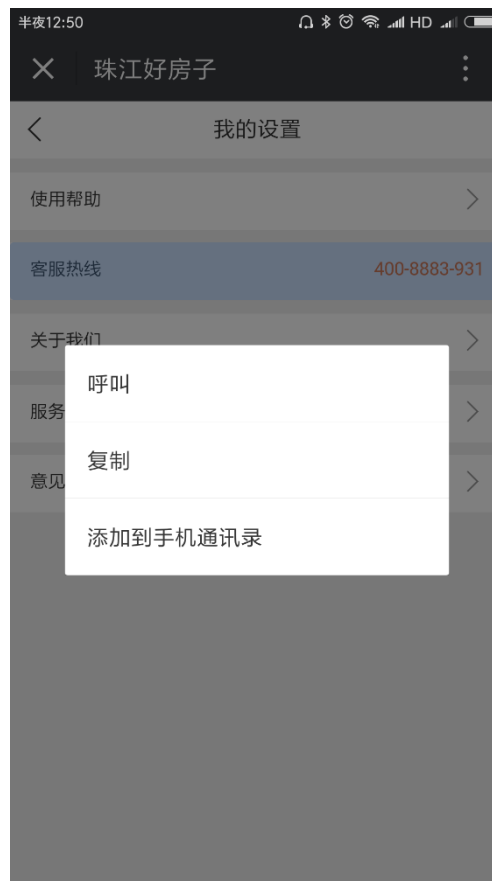 半夜12:50 HD
珠江好房子
我的设置
使用帮助
客服热线 400-8883-931
关于我们
呼叫
服务
复制
意见
添加到手机通讯录